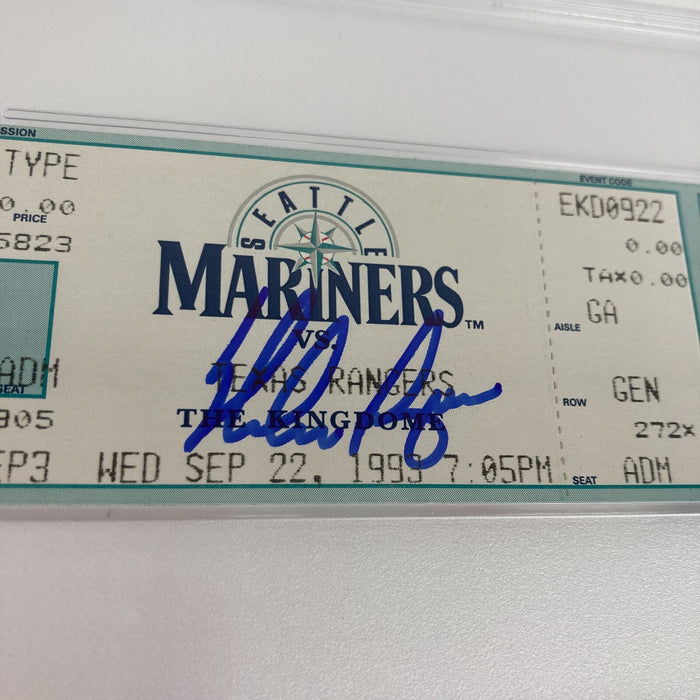 SSION
TYPE
0.00
PRICE
5823
ADM
SEAT
905
EP3
SEATTLE
MARINERS™
VS.
TEXAS RANGERS
THE KINGDOME
WED SEP 22, 1993 7:05PM
EVENT CODE
EKD0922
0.00
TAX0.00
AISLE GA
ROW GEN
272X
SEAT ADM